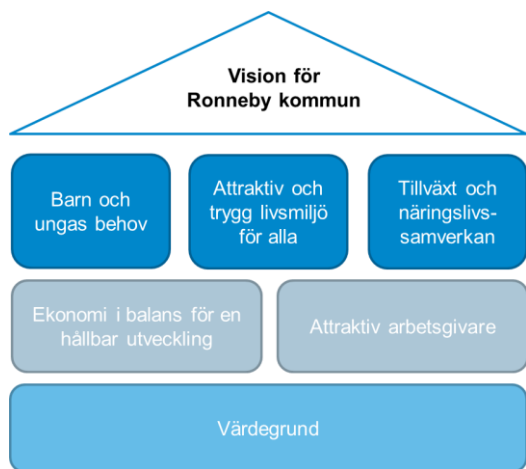 Vision för
Ronneby kommun
Barn och
ungas behov
Attraktiv och
trygg livsmiljö
för alla
Tillväxt och
näringslivs-
samverkan
Ekonomi i balans för en
hållbar utveckling
Attraktiv arbetsgivare
Värdegrund